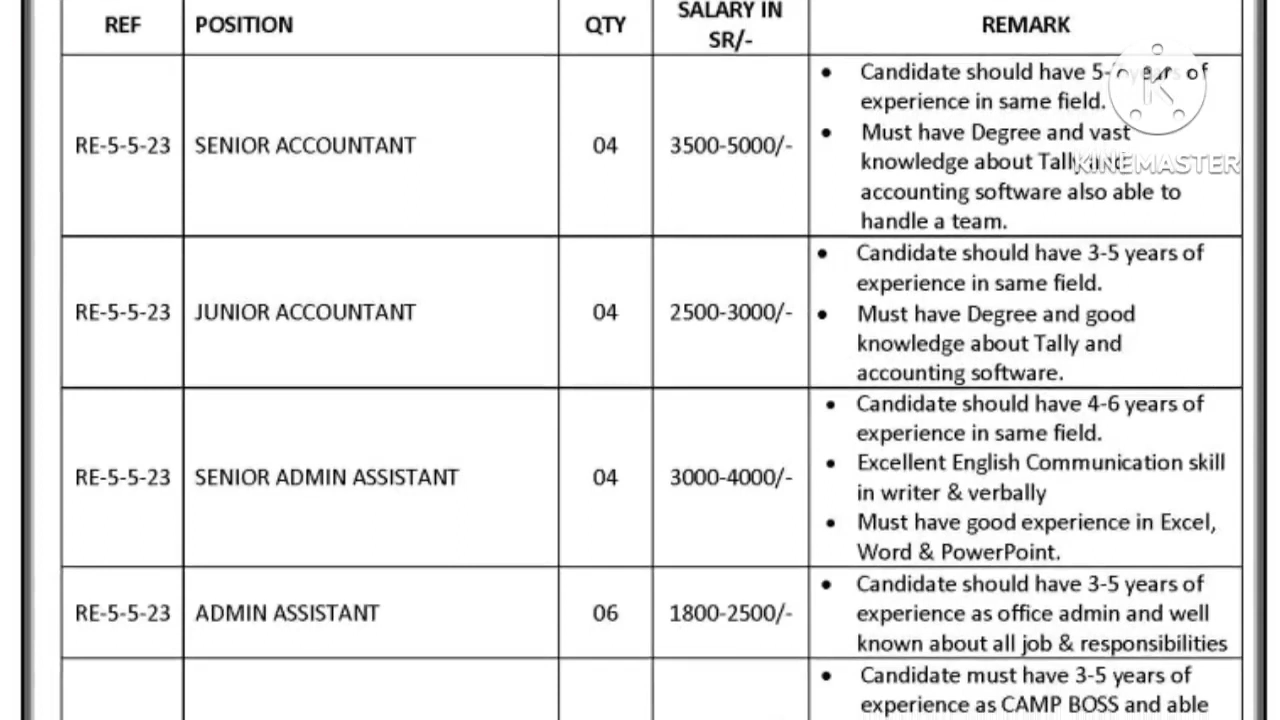 REF POSITION QTY SALARY IN SR/- REMARK
RE-5-5-23 SENIOR ACCOUNTANT 04 3500-5000/-
• Candidate should have 5- years of
experience in same field.
• Must have Degree and vast
knowledge about Tally and
accounting software also able to
handle a team.
RE-5-5-23 JUNIOR ACCOUNTANT 04 2500-3000/-
• Candidate should have 3-5 years of
experience in same field.
• Must have Degree and good
knowledge about Tally and
accounting software.
RE-5-5-23 SENIOR ADMIN ASSISTANT 04 3000-4000/-
• Candidate should have 4-6 years of
experience in same field.
• Excellent English Communication skill
in writer & verbally
• Must have good experience in Excel,
Word & PowerPoint.
RE-5-5-23 ADMIN ASSISTANT 06 1800-2500/-
• Candidate should have 3-5 years of
experience as office admin and well
known about all job & responsibilities
• Candidate must have 3-5 years of
experience as CAMP BOSS and able
K
KINEMASTER